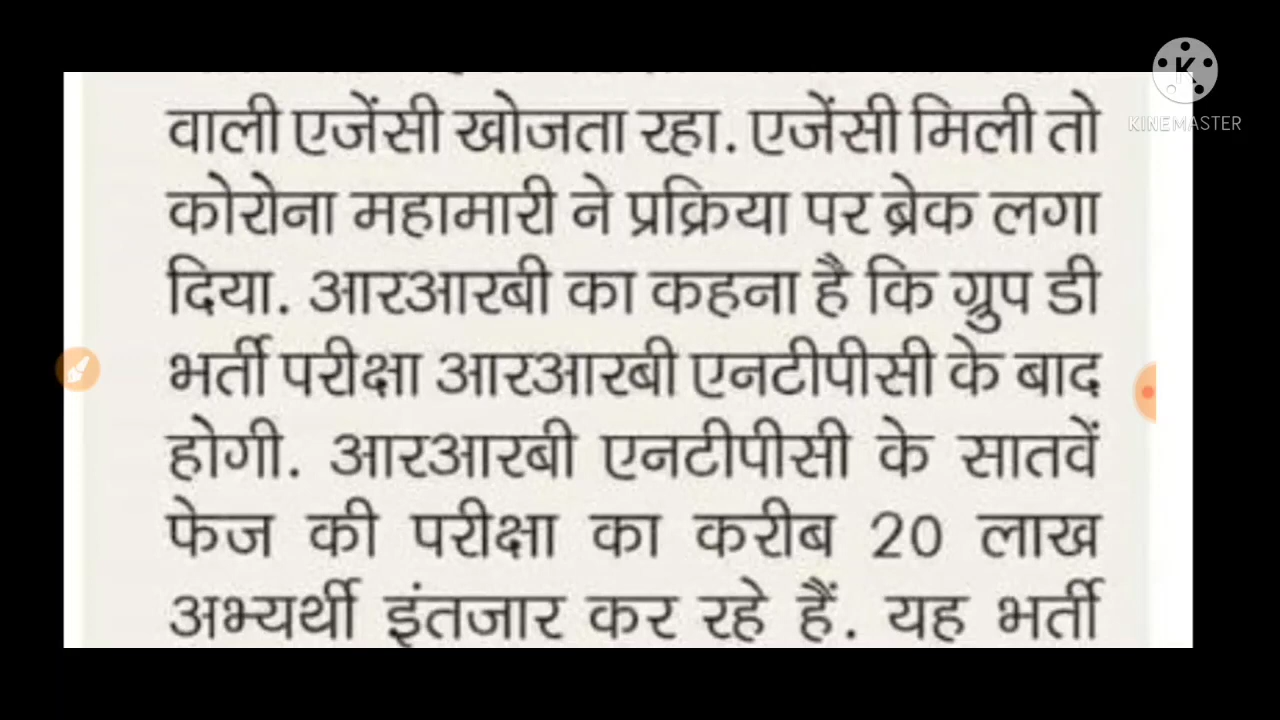 KINEMASTER
वाली एजेंसी खोजता रहा. एजेंसी मिली तो
कोरोना महामारी ने प्रक्रिया पर ब्रेक लगा
दिया. आरआरबी का कहना है कि ग्रुप डी
भर्ती परीक्षा आरआरबी एनटीपीसी के बाद
होगी. आरआरबी एनटीपीसी के सातवें
फेज की परीक्षा का करीब 20 लाख
अभ्यर्थी इंतजार कर रहे हैं. यह भर्ती